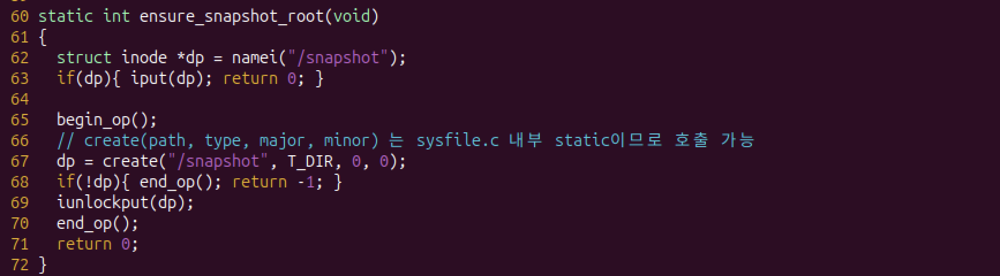 60 static int ensure_snapshot_root(void)
61 {
62   struct inode *dp = namei("/snapshot");
63   if(dp){ iput(dp); return 0; }
64
65   begin_op();
66   // create(path, type, major, minor) 는 sysfile.c 내부 static이므로 호출 가능
67   dp = create("/snapshot", T_DIR, 0, 0);
68   if(!dp){ end_op(); return -1; }
69   iunlockput(dp);
70   end_op();
71   return 0;
72 }